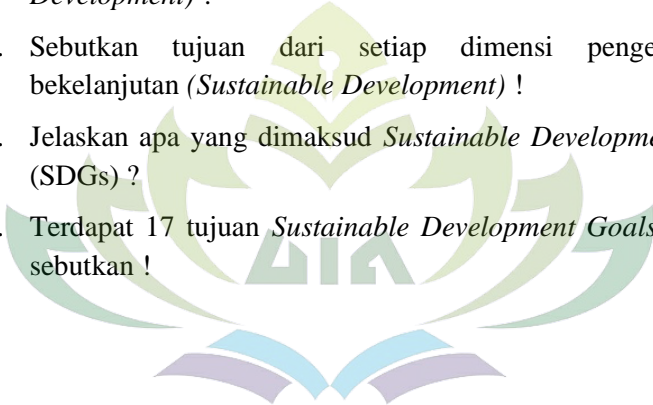 Development) !
. Sebutkan tujuan dari setiap dimensi penge
bekelanjutan (Sustainable Development) !
. Jelaskan apa yang dimaksud Sustainable Developme
(SDGs) ?
. Terdapat 17 tujuan Sustainable Development Goals
sebutkan !